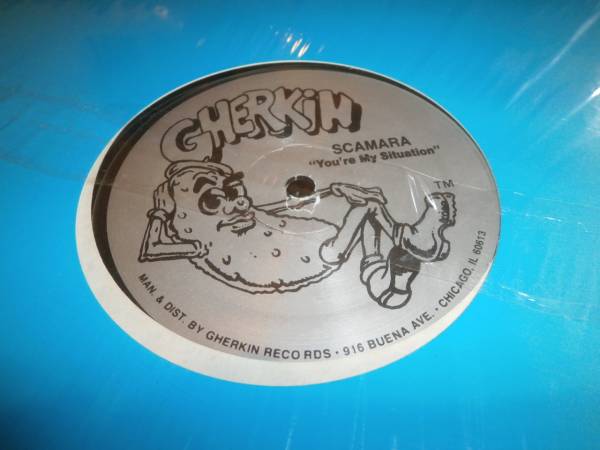 GHERKiN
SCAMARA
"You're My Situation"
TM
MAN. & DIST. BY GHERKIN RECORDS • 916 BUENA AVE. • CHICAGO, IL 60613